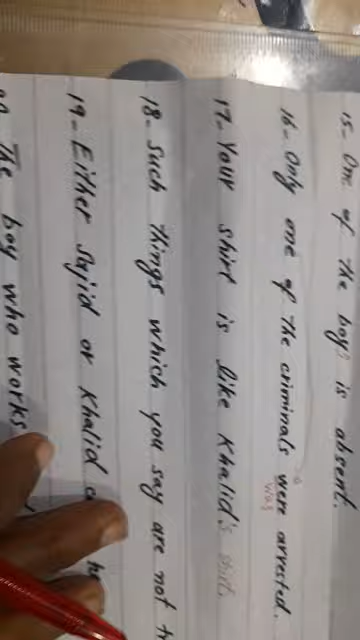 15- One of the boys is absent.
16- Only one of the criminals were arrested.
was
17- Your shirt is like Khalid's shirt.
18- Such things which you say are not
19- Either Sajid or Khalid he
The boy who works